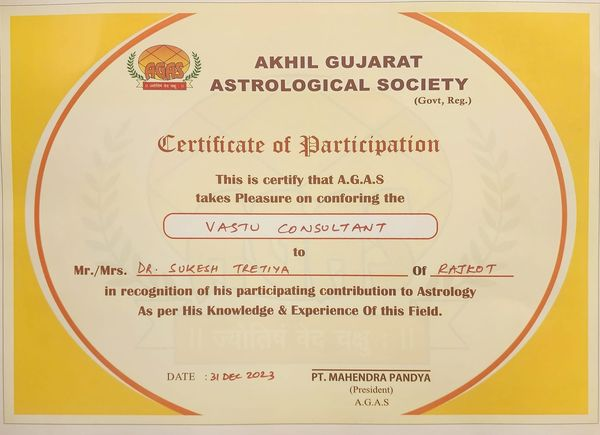 AGAS
|| ज्योतिष वेद चक्षु ||
AKHIL GUJARAT
ASTROLOGICAL SOCIETY
(Govt, Reg.)
Certificate of Participation
This is certify that A.G.A.S
takes Pleasure on conforing the
VASTU CONSULTANT
to
Mr./Mrs. DR. SUKESH TRETIYA Of RAJKOT
in recognition of his participating contribution to Astrology
As per His Knowledge & Experience Of this Field.
|| ज्योतिष वेद चक्षु ||
DATE : 31 DEC 2023
PT. MAHENDRA PANDYA
(President)
A.G.A.S